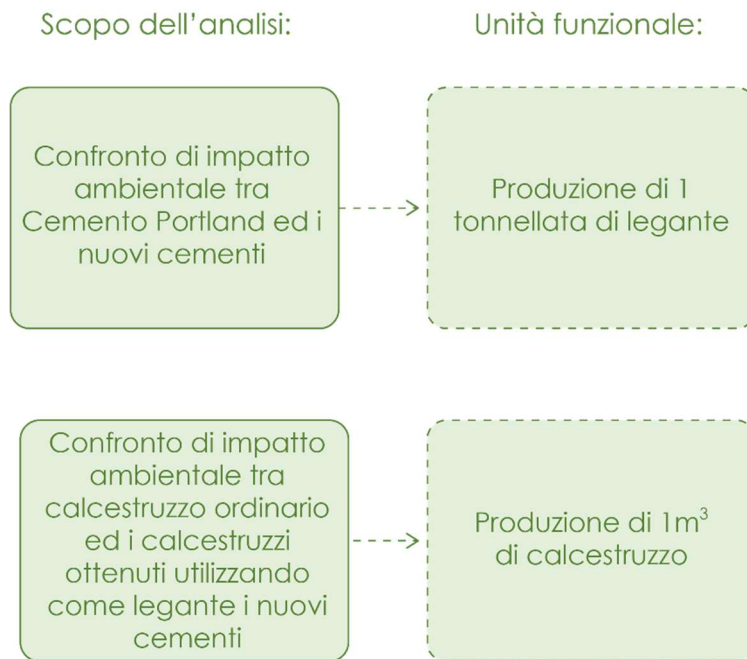 Scopo dell'analisi:
Unità funzionale:
Confronto di impatto
ambientale tra
Cemento Portland ed i
nuovi cementi
Produzione di 1
tonnellata di legante
Confronto di impatto
ambientale tra
calcestruzzo ordinario
ed i calcestruzzi
ottenuti utilizzando
come legante i nuovi
cementi
Produzione di 1m³
di calcestruzzo